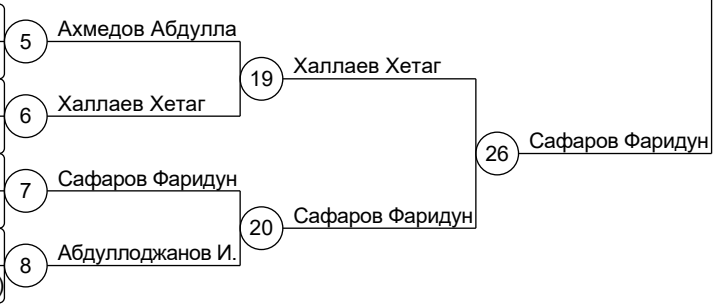 5 Ахмедов Абдулла
19 Халлаев Хетаг
6 Халлаев Хетаг
26 Сафаров Фаридун
7 Сафаров Фаридун
20 Сафаров Фаридун
8 Абдуллоджанов И.